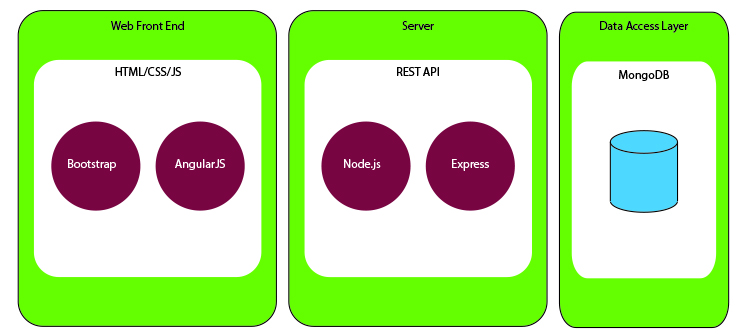 Web Front End
HTML/CSS/JS
Bootstrap
AngularJS
Server
REST API
Node.js
Express
Data Access Layer
MongoDB